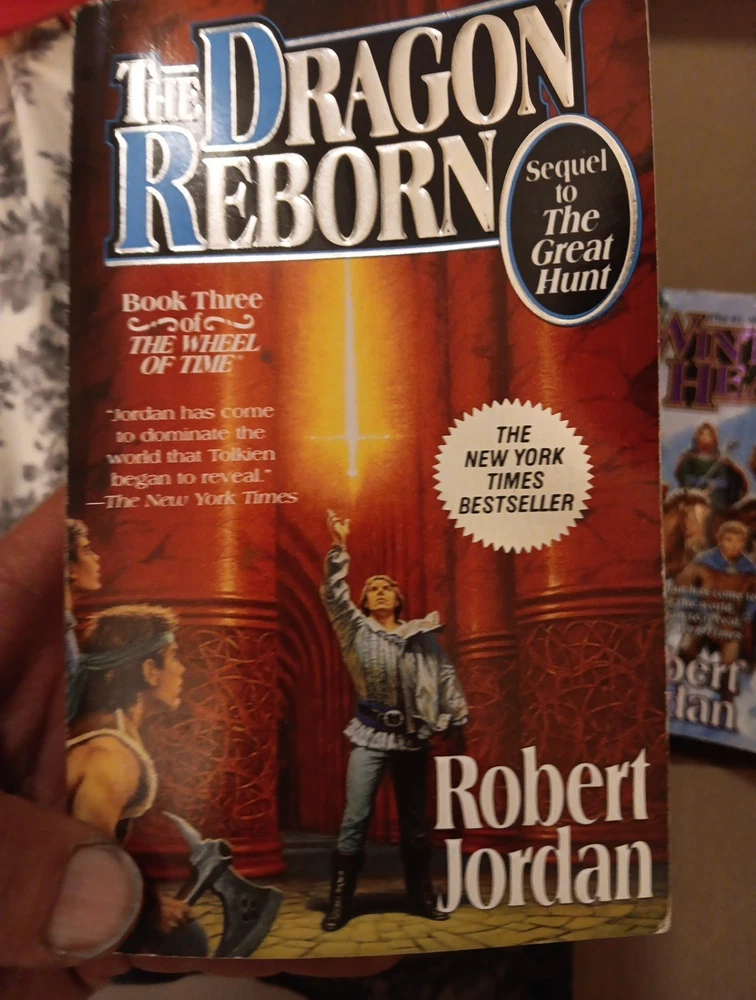 THE DRAGON
REBORN
Sequel
to
The
Great
Hunt
Book Three
of
THE WHEEL
OF TIME
"Jordan has come
to dominate the
world that Tolkien
began to reveal."
—The New York Times
THE
NEW YORK
TIMES
BESTSELLER
Robert
Jordan